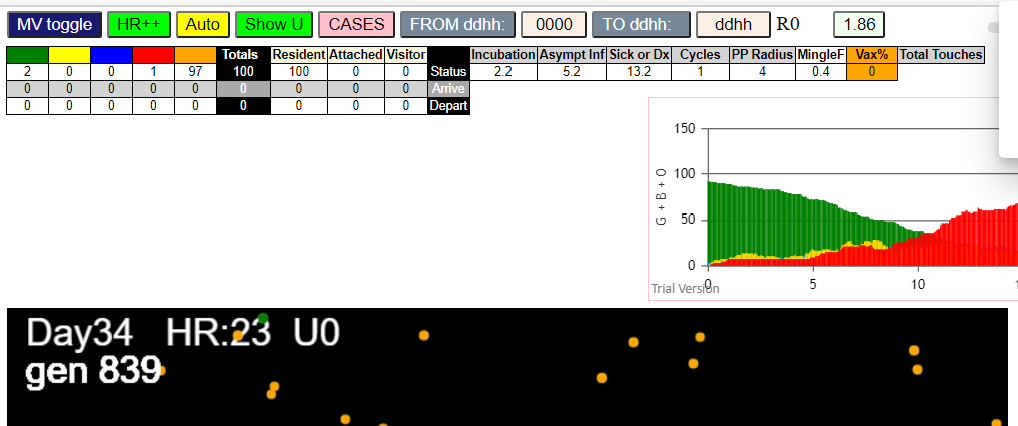 MV toggle HR++ Auto Show U CASES FROM ddhh: 0000 TO ddhh: ddhh R0 1.86
Totals Resident Attached Visitor Incubation Asympt Inf Sick or Dx Cycles PP Radius MingleF Vax% Total Touches
2 0 0 1 97 100 100 0 0 Status 2.2 5.2 13.2 1 4 0.4 0
0 0 0 0 0 0 0 0 0 Arrive
0 0 0 0 0 0 0 0 0 Depart
150
100
50
0
G + B + O
0 5 10 1
Trial Version
Day34 HR:23 U0
gen 839